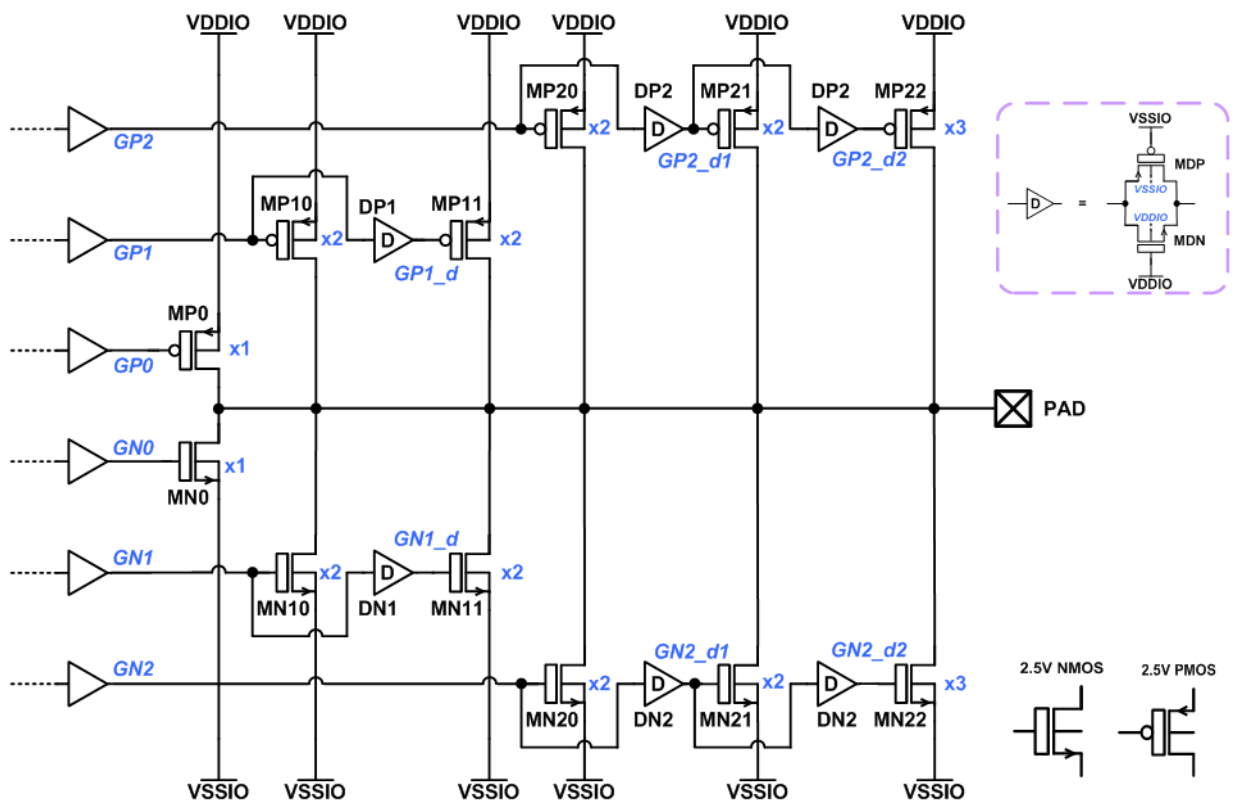 VDDIO VDDIO VDDIO VDDIO VDDIO VDDIO
MP20 DP2 MP21 DP2 MP22
GP2 x2 D x2 D x3
GP2_d1 GP2_d2
VSSIO
MDP
VSSIO
D = VDDIO
MDN
VDDIO
MP10 DP1 MP11
GP1 x2 D x2
GP1_d
MP0
GP0 x1
PAD
GN0 x1
MN0
GN1_d
GN1 x2 D x2
MN10 DN1 MN11
GN2_d1 GN2_d2
GN2 x2 D x2 D x3
MN20 DN2 MN21 DN2 MN22
2.5V NMOS 2.5V PMOS
VSSIO VSSIO VSSIO VSSIO VSSIO VSSIO